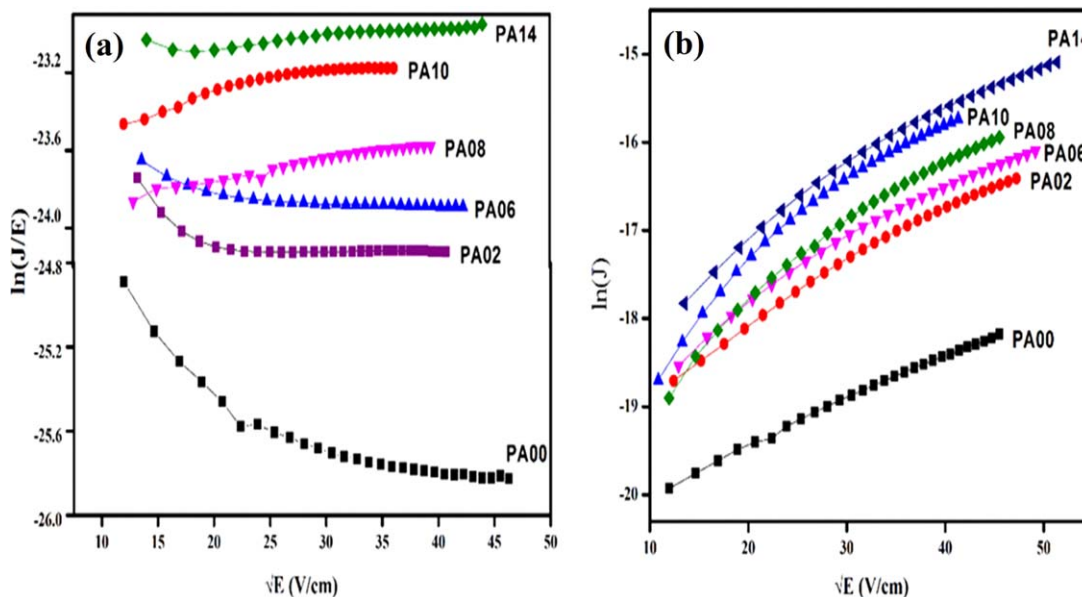 (a)
ln(J/E)
-23.2
-23.6
-24.0
-24.8
-25.2
-25.6
-26.0
PA14
PA10
PA08
PA06
PA02
PA00
10 15 20 25 30 35 40 45 50
√E (V/cm)
(b)
ln(J)
-15
-16
-17
-18
-19
-20
PA14
PA10
PA08
PA06
PA02
PA00
10 20 30 40 50
√E (V/cm)